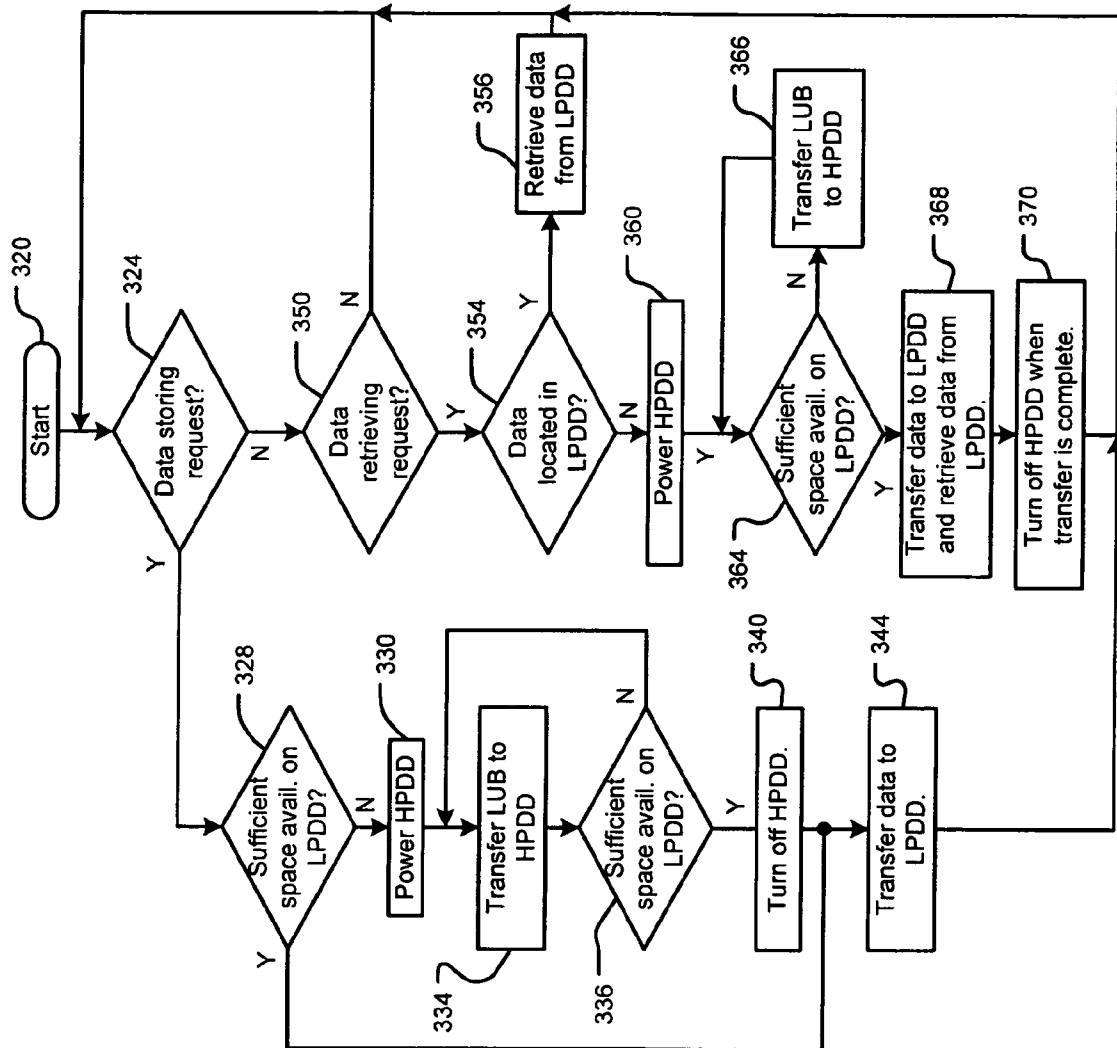 Start
320
Data storing
request?
324
Y
N
Sufficient
space avail. on
LPDD?
328
Y
N
Power HPDD
330
Transfer LUB to
HPDD
334
Sufficient
space avail. on
LPDD?
336
N
Y
Turn off HPDD.
340
Transfer data to
LPDD.
344
Data
retrieving
request?
350
N
Y
Data
located in
LPDD?
354
Y
N
Retrieve data
from LPDD
356
Power HPDD
360
Y
Sufficient
space avail. on
LPDD?
364
N
Y
Transfer LUB
to HPDD
366
Transfer data to LPDD
and retrieve data from
LPDD.
368
Turn off HPDD when
transfer is complete.
370